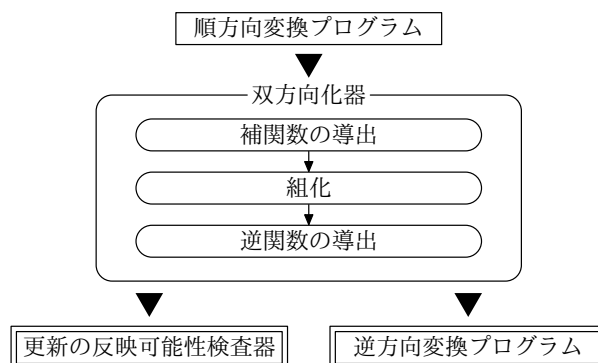 順方向変換プログラム
双方向化器
補関数の導出
組化
逆関数の導出
更新の反映可能性検査器
逆方向変換プログラム